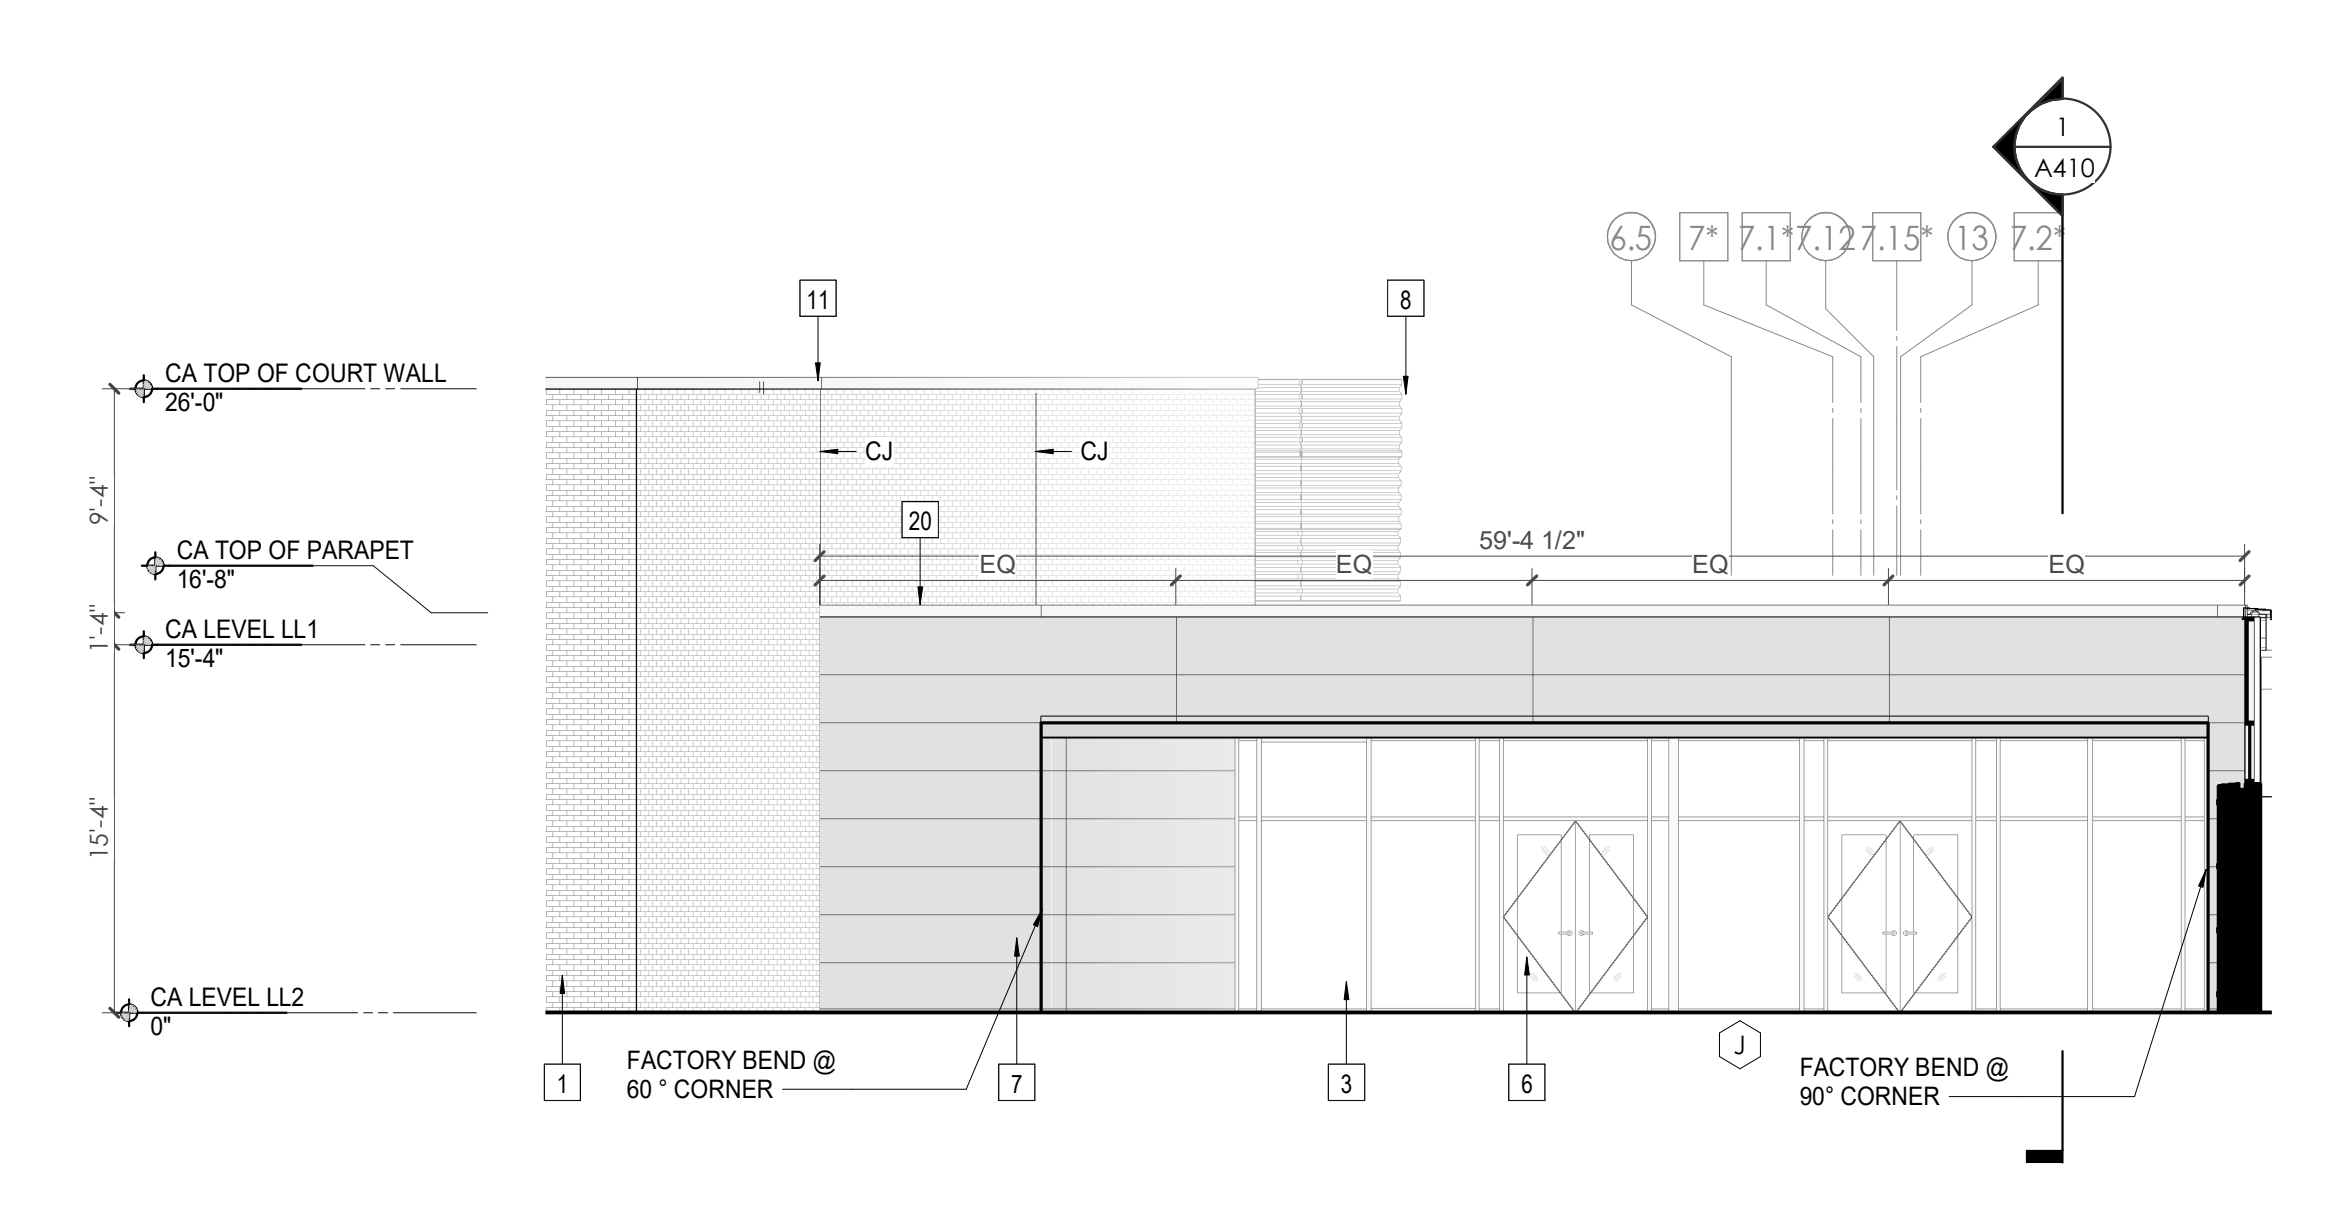 1
A410
6.5
7*
7.1*
7.12
7.15*
13
7.2*
11
8
CA TOP OF COURT WALL
26'-0"
CJ
CJ
9'-4"
20
59'-4 1/2"
CA TOP OF PARAPET
16'-8"
EQ
EQ
EQ
EQ
1'-4"
CA LEVEL LL1
15'-4"
15'-4"
CA LEVEL LL2
0"
J
FACTORY BEND @
60 ° CORNER
FACTORY BEND @
90° CORNER
1
7
3
6